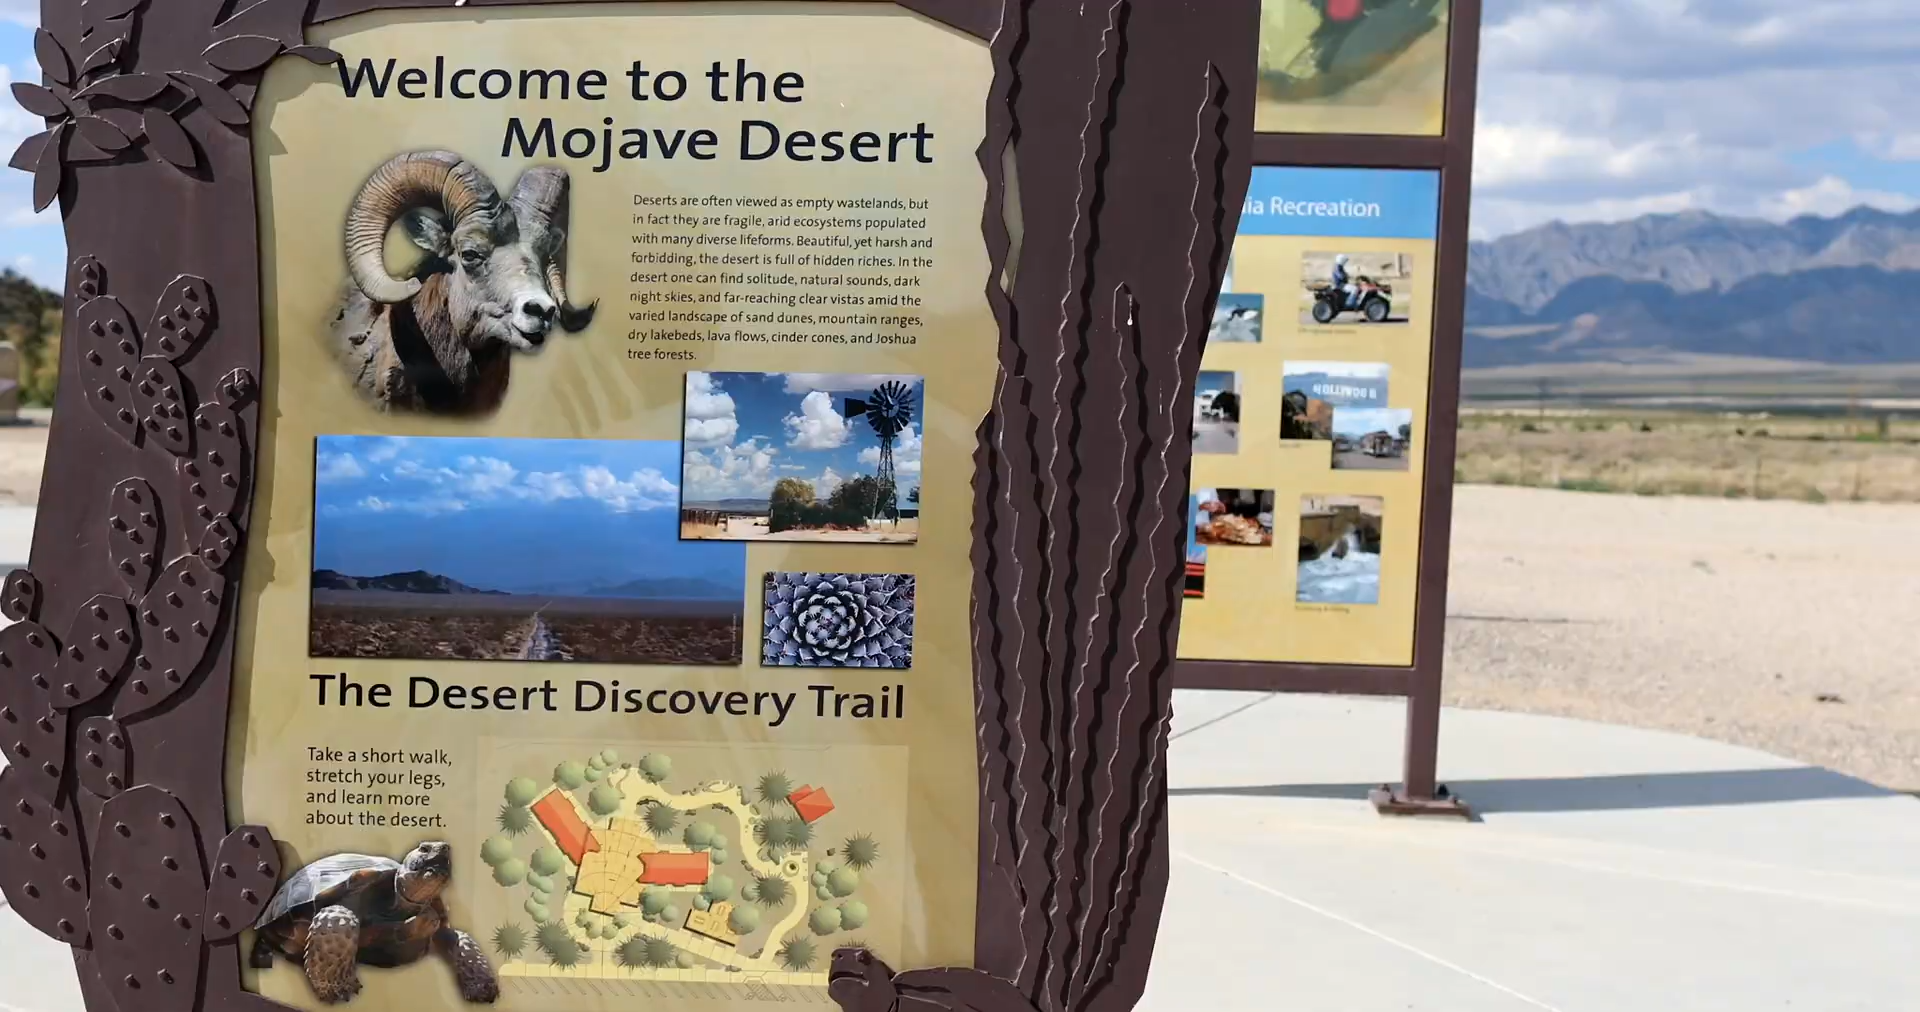 Welcome to the
Mojave Desert
Deserts are often viewed as empty wastelands, but
in fact they are fragile, arid ecosystems populated
with many diverse lifeforms. Beautiful, yet harsh and
forbidding, the desert is full of hidden riches. In the
desert one can find solitude, natural sounds, dark
night skies, and far-reaching clear vistas amid the
varied landscape of sand dunes, mountain ranges,
dry lakebeds, lava flows, cinder cones, and Joshua
tree forests.
The Desert Discovery Trail
Take a short walk,
stretch your legs,
and learn more
about the desert.
ia Recreation
HOLLYWOOD